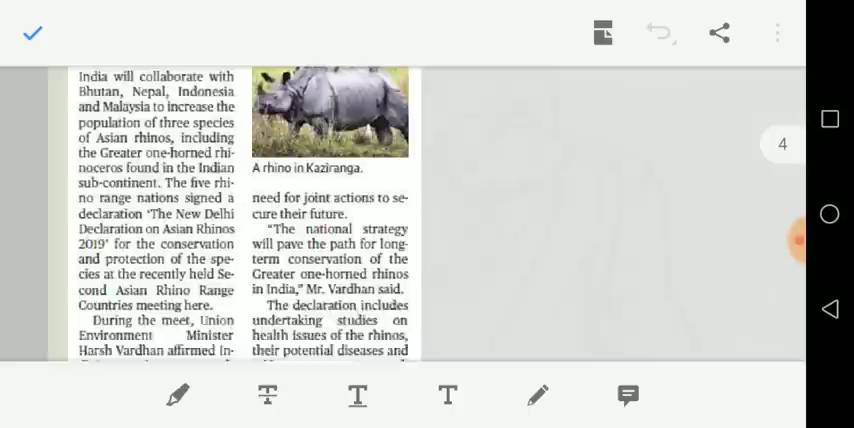 India will collaborate with
Bhutan, Nepal, Indonesia
and Malaysia to increase the
population of three species
of Asian rhinos, including
the Greater one-horned rhi-
noceros found in the Indian
sub-continent. The five rhi-
no range nations signed a
declaration ‘The New Delhi
Declaration on Asian Rhinos
2019’ for the conservation
and protection of the spe-
cies at the recently held Se-
cond Asian Rhino Range
Countries meeting here.
During the meet, Union
Environment Minister
Harsh Vardhan affirmed In-
A rhino in Kaziranga.
need for joint actions to se-
cure their future.
“The national strategy
will pave the path for long-
term conservation of the
Greater one-horned rhinos
in India,” Mr. Vardhan said.
The declaration includes
undertaking studies on
health issues of the rhinos,
their potential diseases and
4
T
T
T